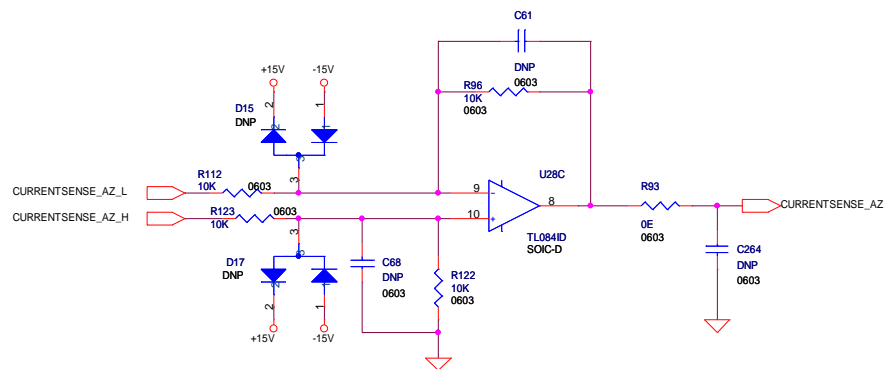 C61
DNP
0603
R96
10K
0603
+15V
-15V
2
1
D15
DNP
3
R112
10K
0603
CURRENTSENSE_AZ_L
9
U28C
8
R93
0E
0603
CURRENTSENSE_AZ
CURRENTSENSE_AZ_H
R123
10K
0603
10
TL084ID
SOIC-D
3
D17
DNP
C68
DNP
0603
R122
10K
0603
C264
DNP
0603
2
1
+15V
-15V